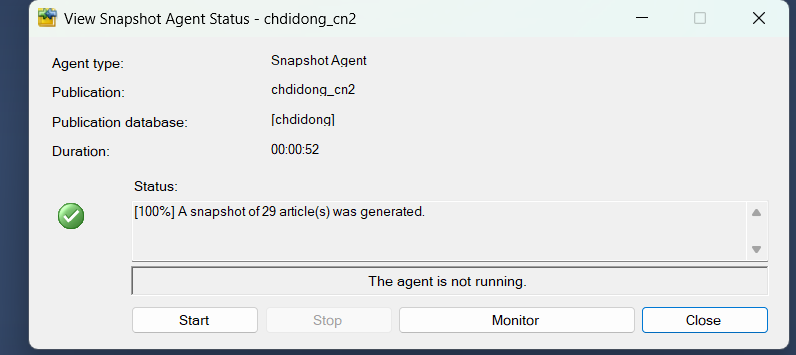 View Snapshot Agent Status - chdidong_cn2
Agent type: Snapshot Agent
Publication: chdidong_cn2
Publication database: [chdidong]
Duration: 00:00:52
Status:
[100%] A snapshot of 29 article(s) was generated.
The agent is not running.
Start Stop Monitor Close